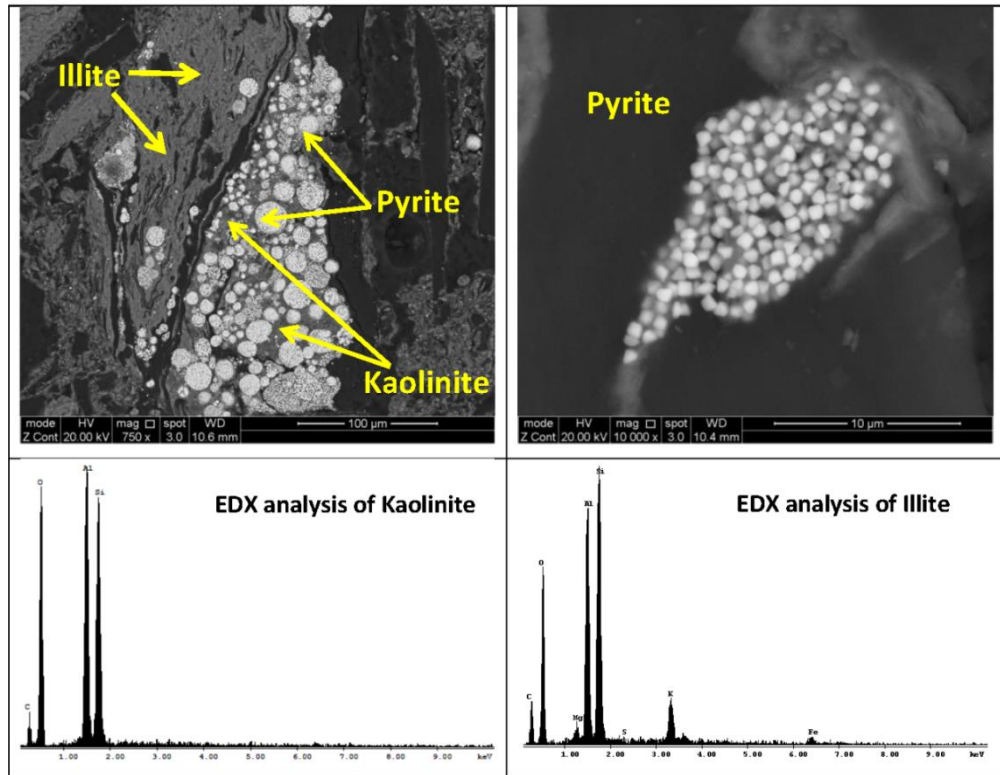 Illite
Pyrite
Kaolinite
mode HV mag □ spot WD
Z Cont 20.00 kV 750 x 3.0 10.6 mm
100 µm
Pyrite
mode HV mag □ spot WD
Z Cont 20.00 kV 10 000 x 3.0 10.4 mm
10 µm
EDX analysis of Kaolinite
C
O
Al
Si
1.00 2.00 3.00 4.00 5.00 6.00 7.00 8.00 9.00 keV
EDX analysis of Illite
C
O
Mg
Al
Si
S
K
Fe
1.00 2.00 3.00 4.00 5.00 6.00 7.00 8.00 9.00 keV